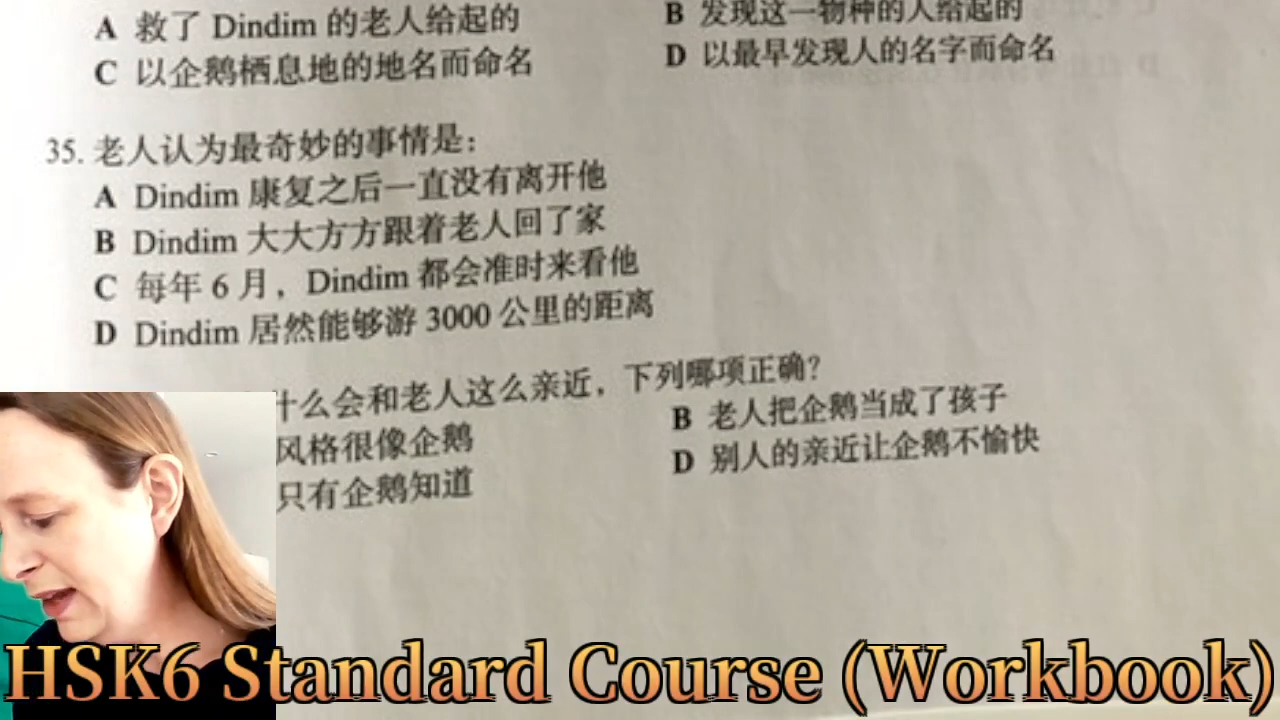 A 救了 Dindim 的老人给起的
B 发现这一物种的人给起的
C 以企鹅栖息地的地名而命名
D 以最早发现人的名字而命名
35. 老人认为最奇妙的事情是：
A Dindim 康复之后一直没有离开他
B Dindim 大大方方跟着老人回了家
C 每年 6 月，Dindim 都会准时来看他
D Dindim 居然能够游 3000 公里的距离
什么会和老人这么亲近，下列哪项正确？
风格很像企鹅
B 老人把企鹅当成了孩子
只有企鹅知道
D 别人的亲近让企鹅不愉快
HSK6 Standard Course (Workbook)